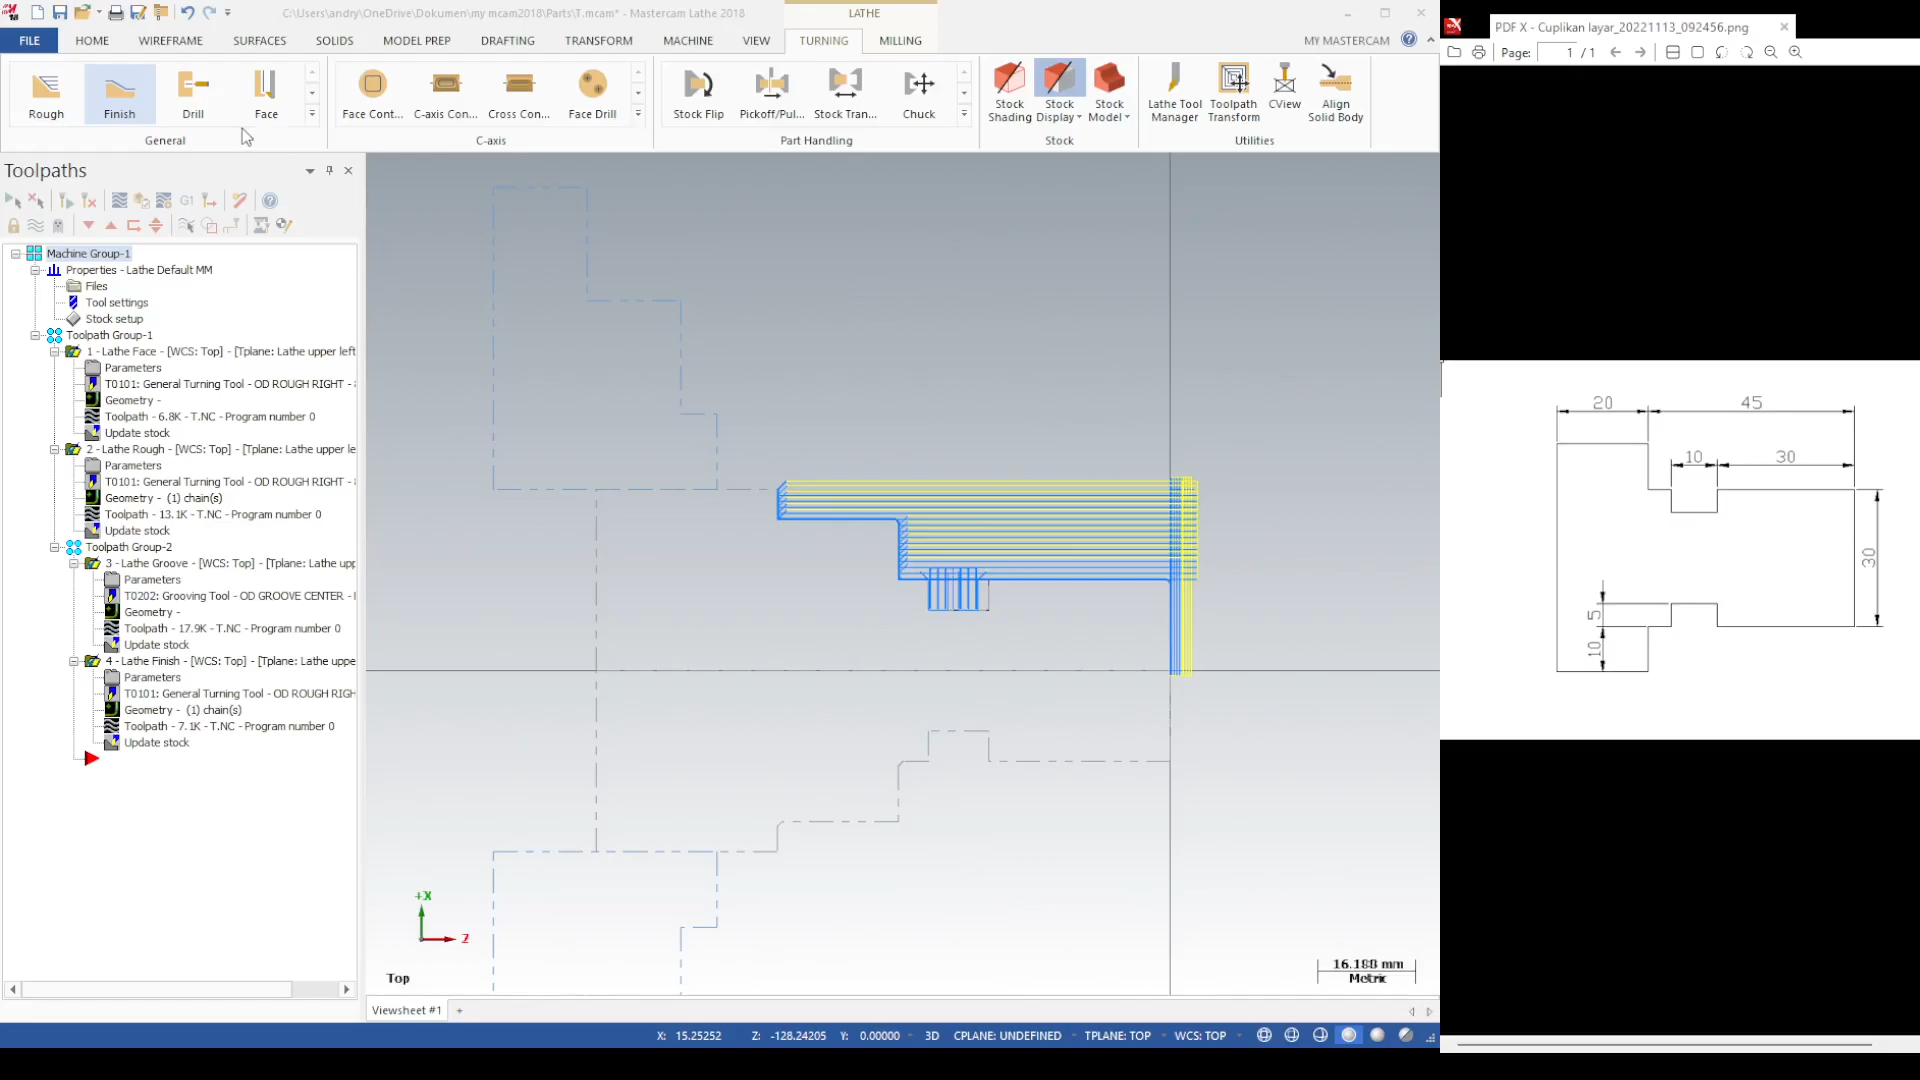 C:\Users\andry\OneDrive\Dokumen\my mcam2018\Parts\T.mcam* - Mastercam Lathe 2018
LATHE
FILE HOME WIREFRAME SURFACES SOLIDS MODEL PREP DRAFTING TRANSFORM MACHINE VIEW TURNING MILLING MY MASTERCAM
Rough Finish Drill Face
General
Face Cont... C-axis Con... Cross Con... Face Drill
C-axis
Stock Flip Pickoff/Pul... Stock Tran... Chuck
Part Handling
Stock Shading Stock Display Stock Model
Stock
Lathe Tool Manager Toolpath Transform CView Align Solid Body
Utilities
Toolpaths
G1
Machine Group-1
Properties - Lathe Default MM
Files
Tool settings
Stock setup
Toolpath Group-1
1 - Lathe Face - [WCS: Top] - [Tplane: Lathe upper left
Parameters
T0101: General Turning Tool - OD ROUGH RIGHT -
Geometry -
Toolpath - 6.8K - T.NC - Program number 0
Update stock
2 - Lathe Rough - [WCS: Top] - [Tplane: Lathe upper le
Parameters
T0101: General Turning Tool - OD ROUGH RIGHT -
Geometry - (1) chain(s)
Toolpath - 13.1K - T.NC - Program number 0
Update stock
Toolpath Group-2
3 - Lathe Groove - [WCS: Top] - [Tplane: Lathe upp
Parameters
T0202: Grooving Tool - OD GROOVE CENTER -
Geometry -
Toolpath - 17.9K - T.NC - Program number 0
Update stock
4 - Lathe Finish - [WCS: Top] - [Tplane: Lathe uppe
Parameters
T0101: General Turning Tool - OD ROUGH RIGH
Geometry - (1) chain(s)
Toolpath - 7.1K - T.NC - Program number 0
Update stock
+X
Z
Top
16.188 mm
Metric
Viewsheet #1 +
X: 15.25252 Z: -128.24205 Y: 0.00000 3D CPLANE: UNDEFINED TPLANE: TOP WCS: TOP
PDF X - Cuplikan layar_20221113_092456.png
Page: 1 / 1
20 45
10 30
30
5
10